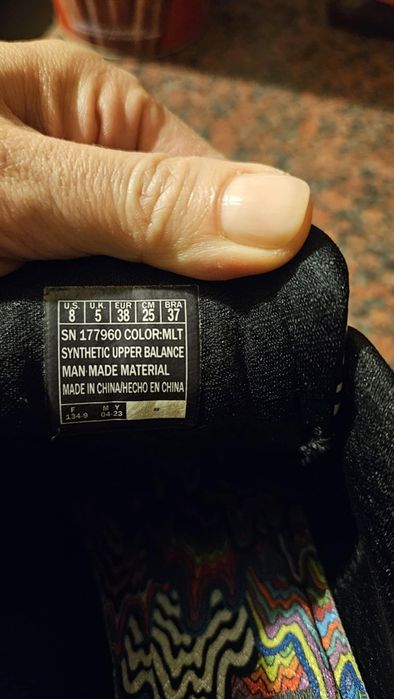 U.S. U.K. EUR CM BRA
8 5 38 25 37
SN 177960 COLOR:MLT
SYNTHETIC UPPER BALANCE
MAN-MADE MATERIAL
MADE IN CHINA/HECHO EN CHINA
F M Y
134-9 04-23